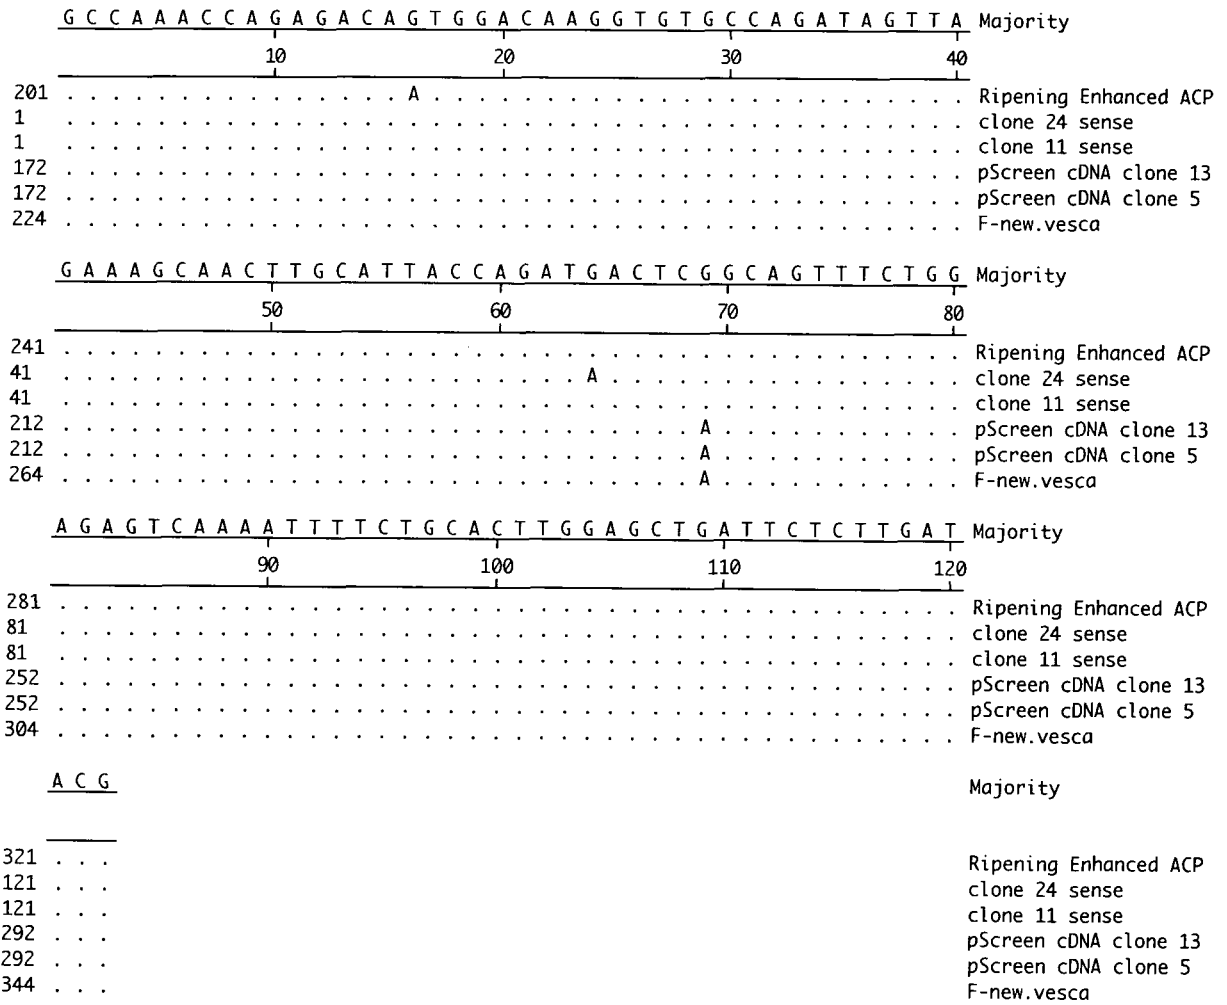 G C C A A A C C A G A G A C A G T G G A C A A G G T G T G C C A G A T A G T T A Majority
10 20 30 40
201 . . . . . . . . . . . . . . . A . . . . . . . . . . . . . . . . . . . . . . . . Ripening Enhanced ACP
1 . . . . . . . . . . . . . . . . . . . . . . . . . . . . . . . . . . . . . . . . clone 24 sense
1 . . . . . . . . . . . . . . . . . . . . . . . . . . . . . . . . . . . . . . . . clone 11 sense
172 . . . . . . . . . . . . . . . . . . . . . . . . . . . . . . . . . . . . . . . . pScreen cDNA clone 13
172 . . . . . . . . . . . . . . . . . . . . . . . . . . . . . . . . . . . . . . . . pScreen cDNA clone 5
224 . . . . . . . . . . . . . . . . . . . . . . . . . . . . . . . . . . . . . . . . F-new.vesca
G A A A G C A A C T T G C A T T A C C A G A T G A C T C G G C A G T T T C T G G Majority
50 60 70 80
241 . . . . . . . . . . . . . . . . . . . . . . . . . . . . . . . . . . . . . . . . Ripening Enhanced ACP
41 . . . . . . . . . . . . . . . . . . . . . . . A . . . . . . . . . . . . . . . . clone 24 sense
41 . . . . . . . . . . . . . . . . . . . . . . . . . . . . . . . . . . . . . . . . clone 11 sense
212 . . . . . . . . . . . . . . . . . . . . . . . . . . . . A . . . . . . . . . . . pScreen cDNA clone 13
212 . . . . . . . . . . . . . . . . . . . . . . . . . . . . A . . . . . . . . . . . pScreen cDNA clone 5
264 . . . . . . . . . . . . . . . . . . . . . . . . . . . . A . . . . . . . . . . . F-new.vesca
A G A G T C A A A A T T T T C T G C A C T T G G A G C T G A T T C T C T T G A T Majority
90 100 110 120
281 . . . . . . . . . . . . . . . . . . . . . . . . . . . . . . . . . . . . . . . . Ripening Enhanced ACP
81 . . . . . . . . . . . . . . . . . . . . . . . . . . . . . . . . . . . . . . . . clone 24 sense
81 . . . . . . . . . . . . . . . . . . . . . . . . . . . . . . . . . . . . . . . . clone 11 sense
252 . . . . . . . . . . . . . . . . . . . . . . . . . . . . . . . . . . . . . . . . pScreen cDNA clone 13
252 . . . . . . . . . . . . . . . . . . . . . . . . . . . . . . . . . . . . . . . . pScreen cDNA clone 5
304 . . . . . . . . . . . . . . . . . . . . . . . . . . . . . . . . . . . . . . . . F-new.vesca
A C G Majority
321 . . . Ripening Enhanced ACP
121 . . . clone 24 sense
121 . . . clone 11 sense
292 . . . pScreen cDNA clone 13
292 . . . pScreen cDNA clone 5
344 . . . F-new.vesca